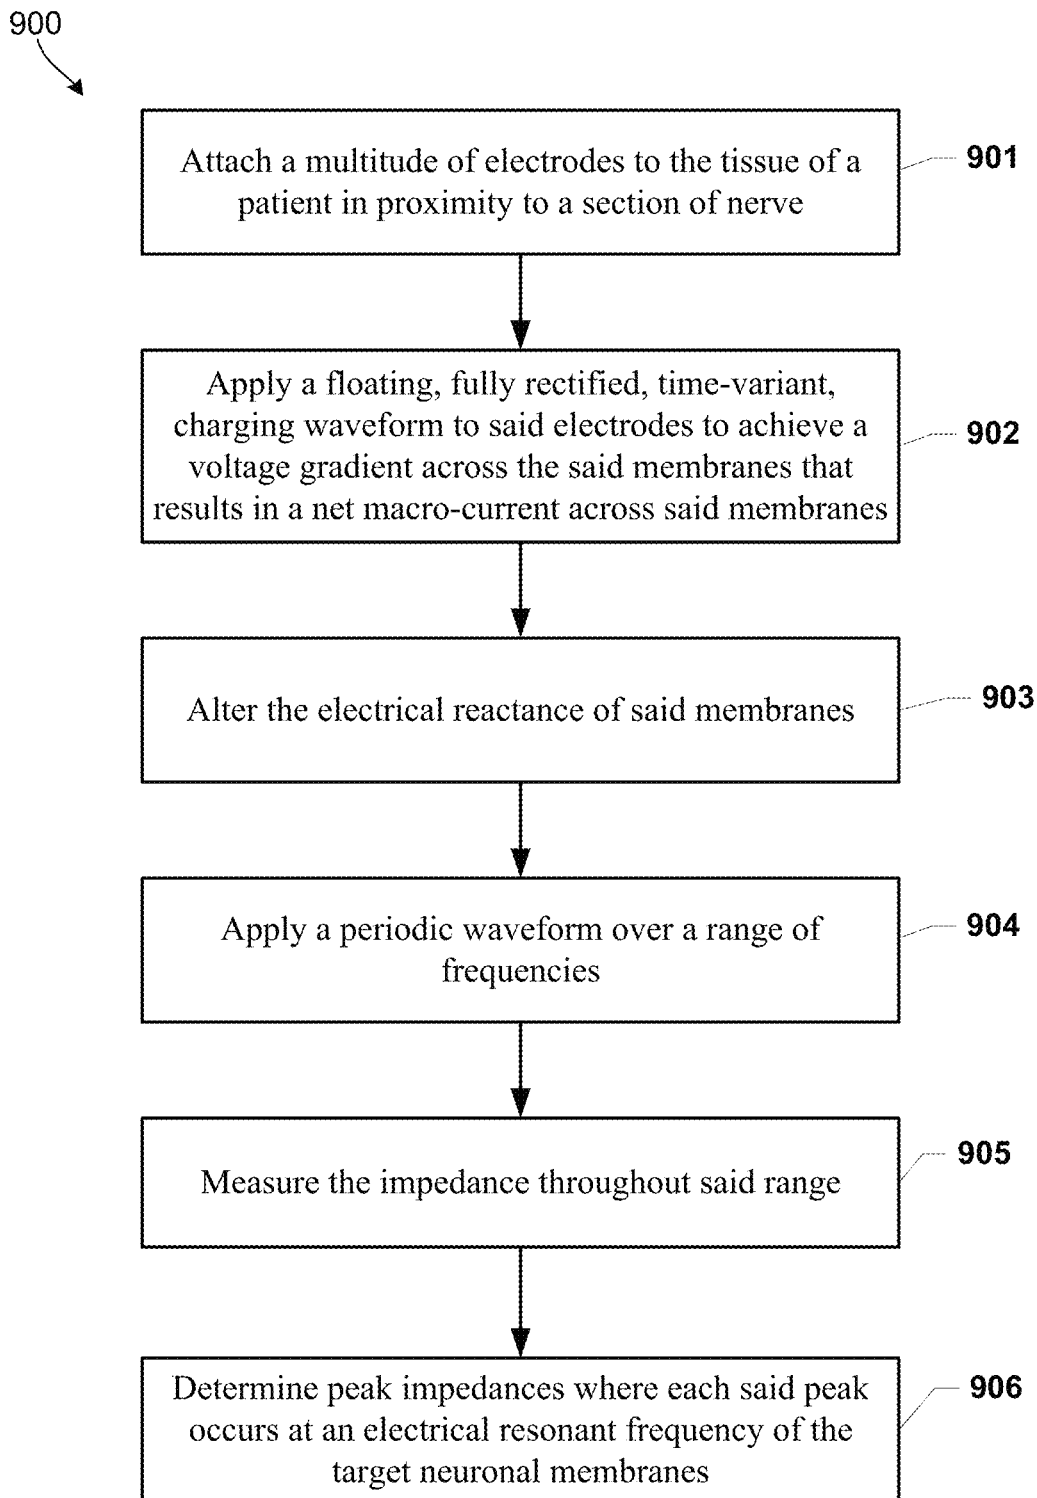 900
Attach a multitude of electrodes to the tissue of a
patient in proximity to a section of nerve
901
Apply a floating, fully rectified, time-variant,
charging waveform to said electrodes to achieve a
voltage gradient across the said membranes that
results in a net macro-current across said membranes
902
Alter the electrical reactance of said membranes
903
Apply a periodic waveform over a range of
frequencies
904
Measure the impedance throughout said range
905
Determine peak impedances where each said peak
occurs at an electrical resonant frequency of the
target neuronal membranes
906